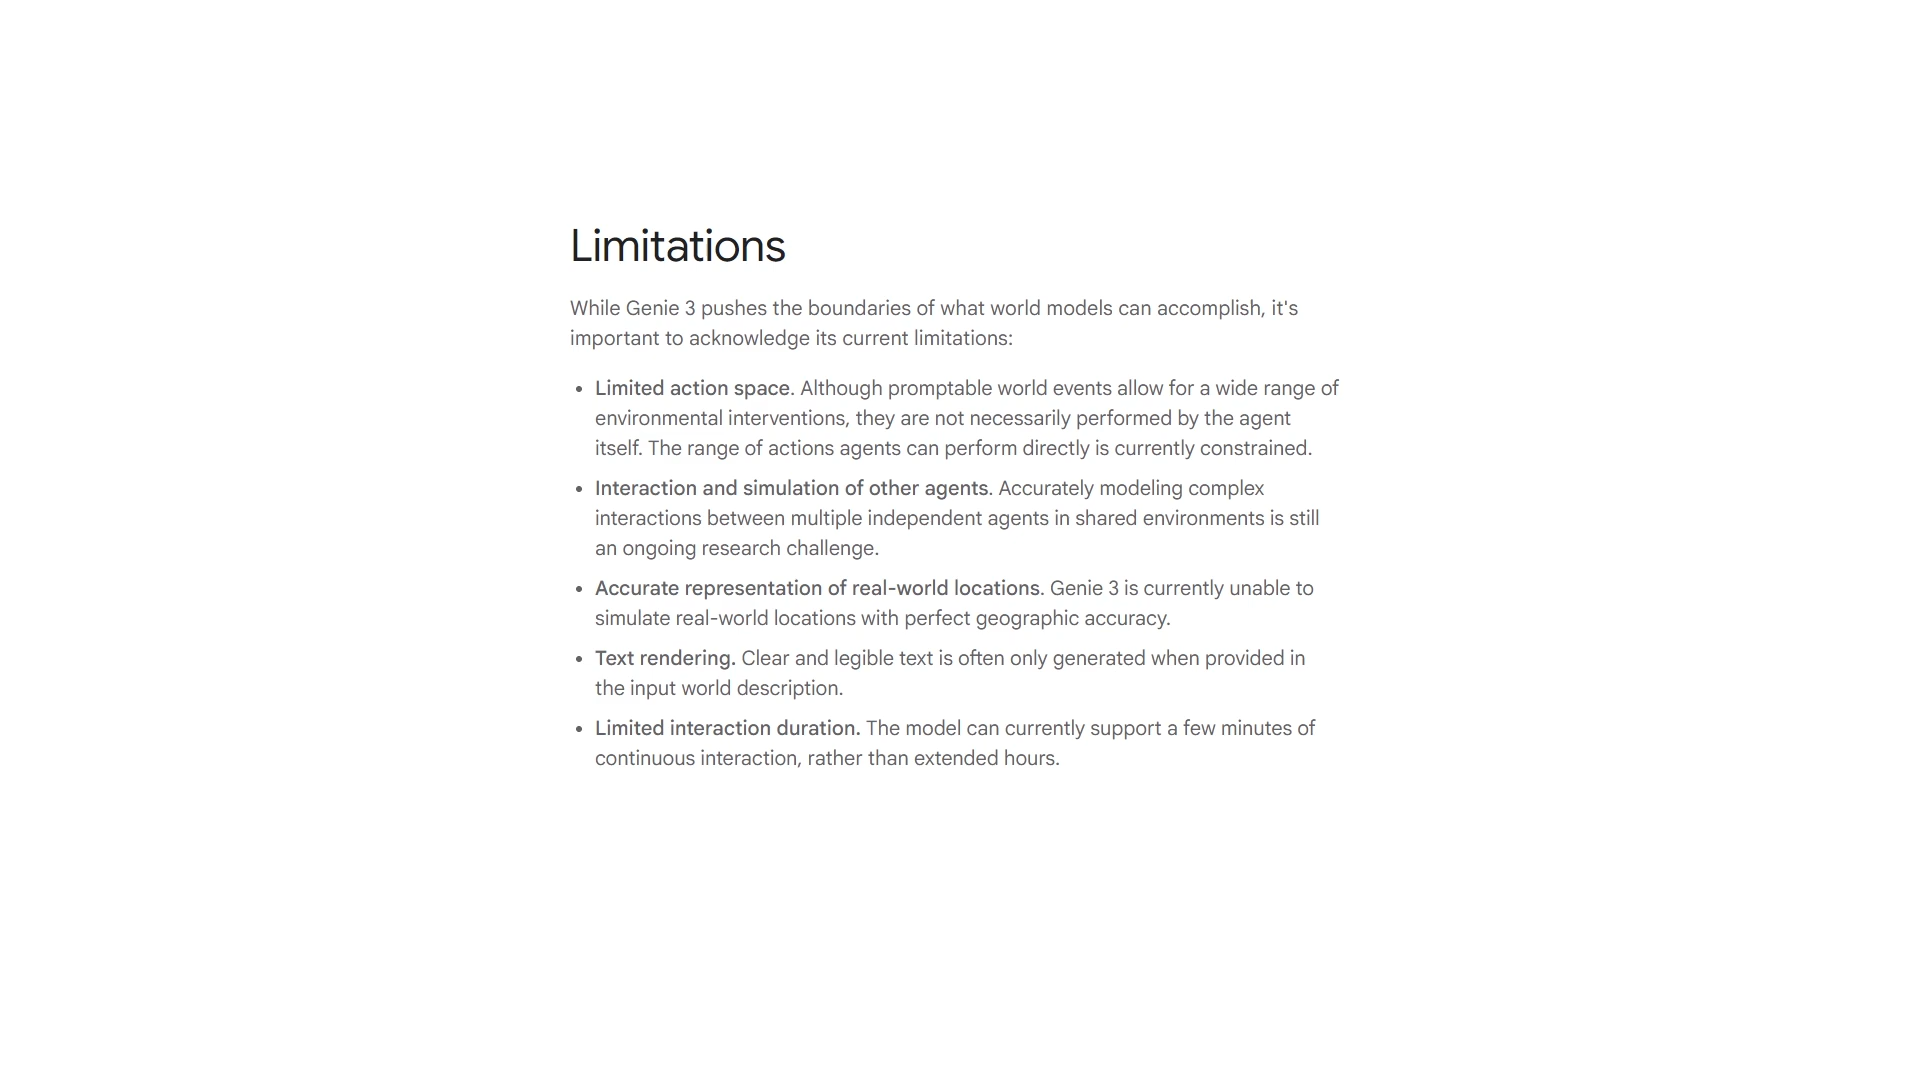 Limitations
While Genie 3 pushes the boundaries of what world models can accomplish, it's
important to acknowledge its current limitations:
• Limited action space. Although promptable world events allow for a wide range of
environmental interventions, they are not necessarily performed by the agent
itself. The range of actions agents can perform directly is currently constrained.
• Interaction and simulation of other agents. Accurately modeling complex
interactions between multiple independent agents in shared environments is still
an ongoing research challenge.
• Accurate representation of real-world locations. Genie 3 is currently unable to
simulate real-world locations with perfect geographic accuracy.
• Text rendering. Clear and legible text is often only generated when provided in
the input world description.
• Limited interaction duration. The model can currently support a few minutes of
continuous interaction, rather than extended hours.